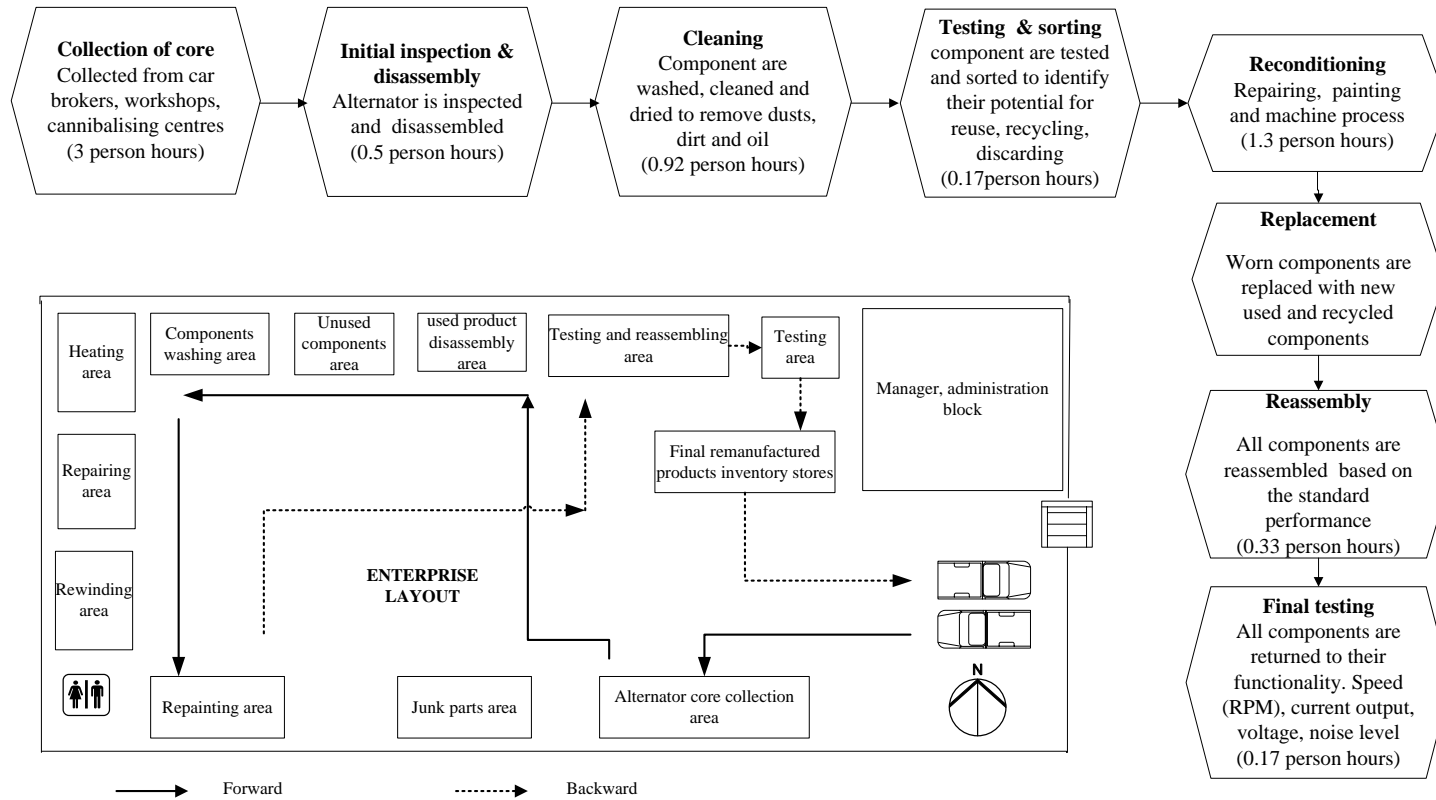 Collection of core
Collected from car
brokers, workshops,
cannibalising centres
(3 person hours)
Initial inspection &
disassembly
Alternator is inspected
and disassembled
(0.5 person hours)
Cleaning
Component are
washed, cleaned and
dried to remove dusts,
dirt and oil
(0.92 person hours)
Testing & sorting
component are tested
and sorted to identify
their potential for
reuse, recycling,
discarding
(0.17person hours)
Reconditioning
Repairing, painting
and machine process
(1.3 person hours)
Replacement
Worn components are
replaced with new
used and recycled
components
Reassembly
All components are
reassembled based on
the standard
performance
(0.33 person hours)
Final testing
All components are
returned to their
functionality. Speed
(RPM), current output,
voltage, noise level
(0.17 person hours)
Heating
area
Components
washing area
Unused
components
area
used product
disassembly
area
Testing and reassembling
area
Testing
area
Manager, administration
block
Repairing
area
Final remanufactured
products inventory stores
Rewinding
area
ENTERPRISE
LAYOUT
Repainting area
Junk parts area
Alternator core collection
area
N
Forward
Backward